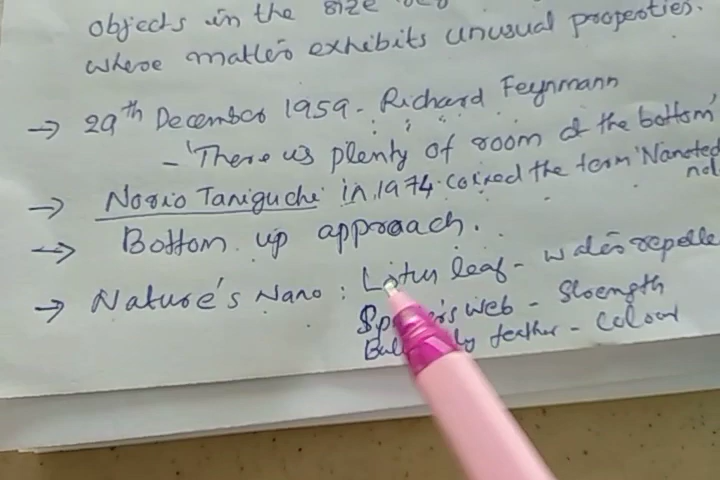 objects in the size
where matter exhibits unusual properties.
→ 29th December 1959 - Richard Feynmann
- 'There is plenty of room at the bottom'
→ Norio Taniguchi in 1974 coined the term 'Nanotec
nol
→ Bottom up approach.
→ Nature's Nano : Lotus leaf - water repelle
web - Strength
feather - Colour